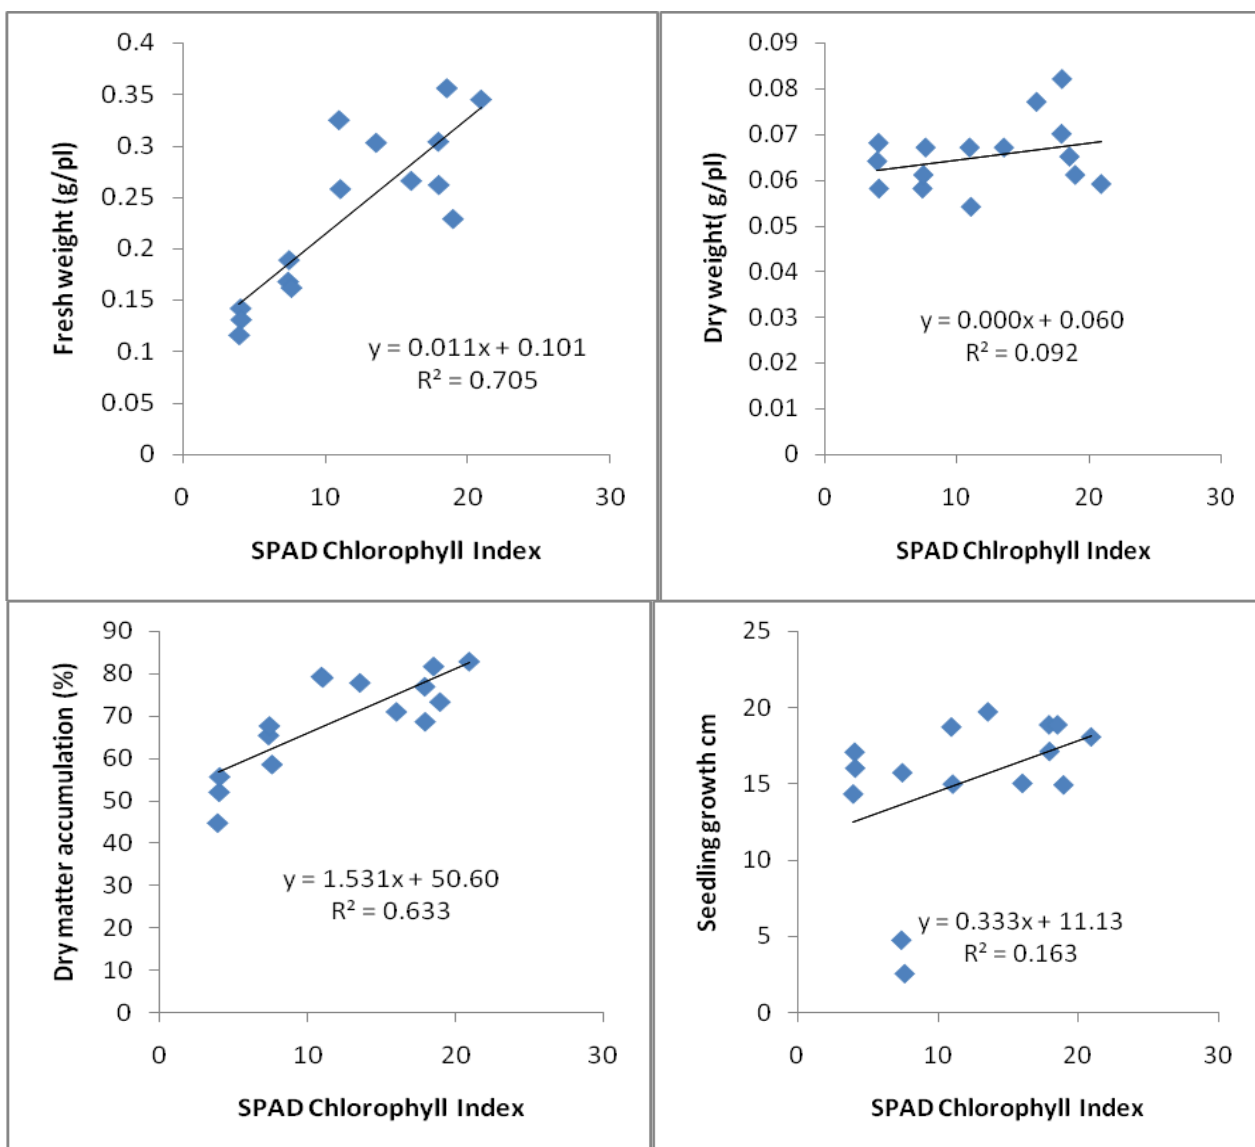 0.4
0.35
0.3
0.25
0.2
0.15
0.1
0.05
0
Fresh weight (g/pl)
y = 0.011x + 0.101
R² = 0.705
0 10 20 30
SPAD Chlorophyll Index
0.09
0.08
0.07
0.06
0.05
0.04
0.03
0.02
0.01
0
Dry weight( g/pl)
y = 0.000x + 0.060
R² = 0.092
0 10 20 30
SPAD Chlrophyll Index
90
80
70
60
50
40
30
20
10
0
Dry matter accumulation (%)
y = 1.531x + 50.60
R² = 0.633
0 10 20 30
SPAD Chlorophyll Index
25
20
15
10
5
0
Seedling growth cm
y = 0.333x + 11.13
R² = 0.163
0 10 20 30
SPAD Chlorophyll Index